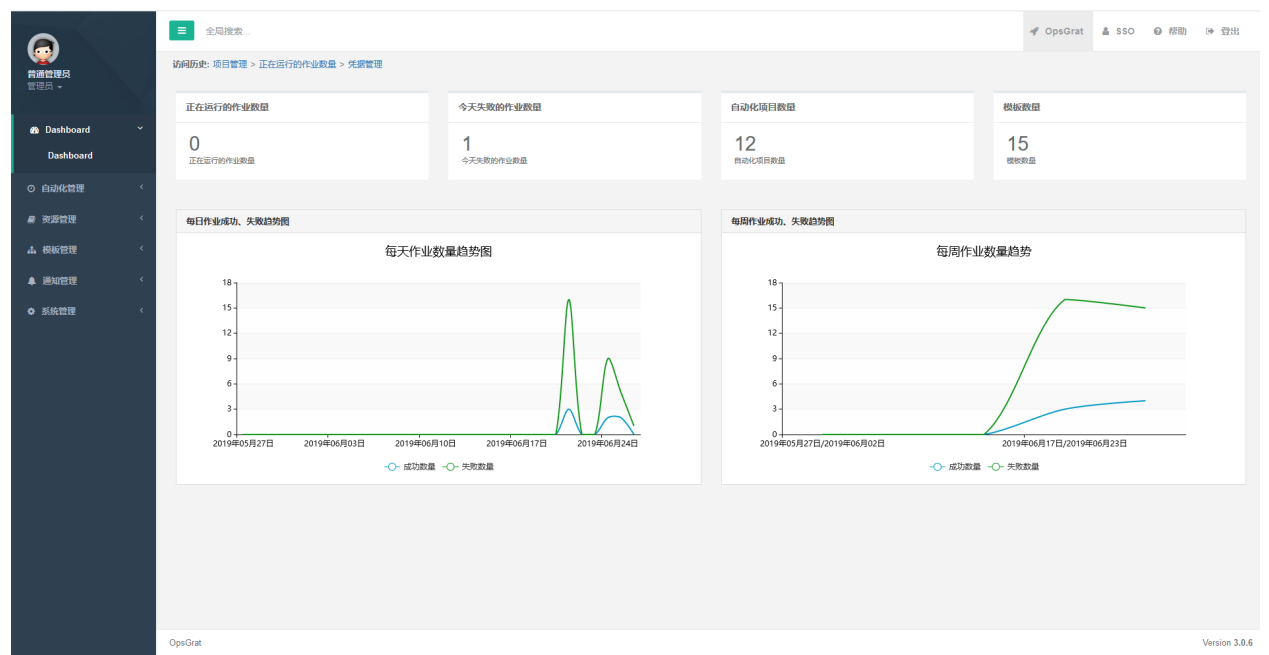 全局搜索...
OpsGrat
SSO
帮助
登出
普通管理员
管理员
Dashboard
Dashboard
自动化管理
资源管理
模板管理
通知管理
系统管理
访问历史: 项目管理 > 正在运行的作业数量 > 凭据管理
正在运行的作业数量
0
正在运行的作业数量
今天失败的作业数量
1
今天失败的作业数量
自动化项目数量
12
自动化项目数量
模板数量
15
模板数量
每日作业成功、失败趋势图
每天作业数量趋势图
18
15
12
9
6
3
0
2019年05月27日 2019年06月03日 2019年06月10日 2019年06月17日 2019年06月24日
成功数量 失败数量
每周作业成功、失败趋势图
每周作业数量趋势
18
15
12
9
6
3
0
2019年05月27日/2019年06月02日 2019年06月17日/2019年06月23日
成功数量 失败数量
OpsGrat
Version 3.0.6